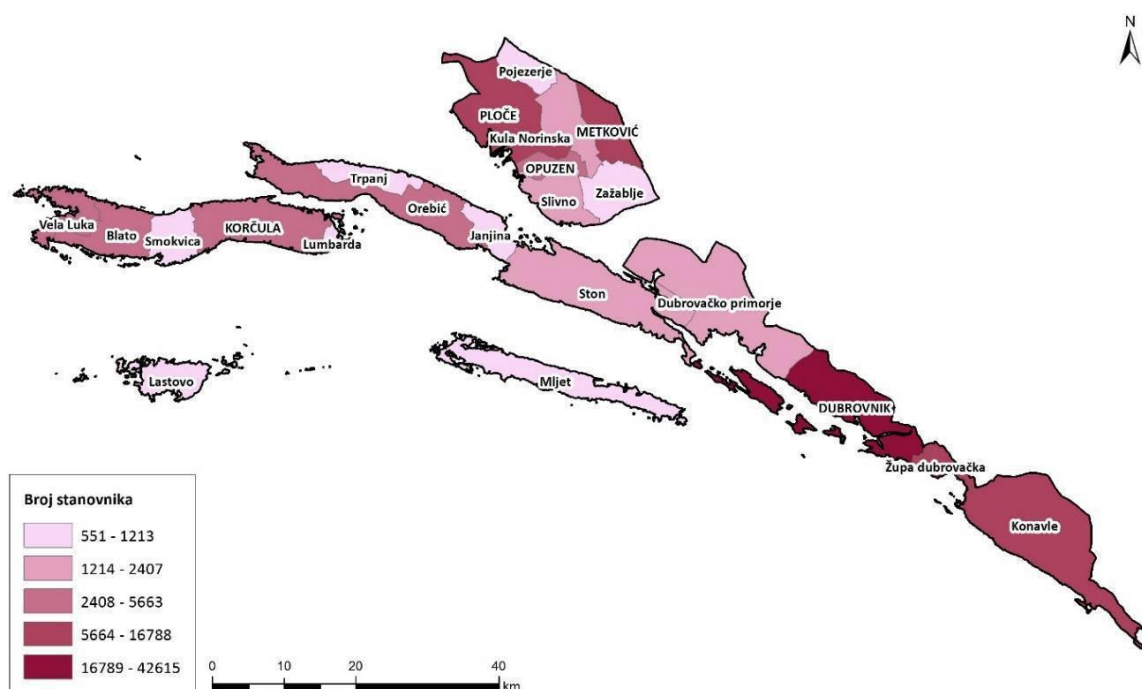 N
Pojezerje
PLOČE
METKOVIĆ
Kula Norinska
OPUZEN
Zažablje
Slivno
Trpanj
Orebić
Janjina
Vela Luka
Blato
Smokvica
KORČULA
Lumbarda
Ston
Dubrovačko primorje
Lastovo
Mljet
DUBROVNIK
Župa dubrovačka
Konavle
Broj stanovnika
551 - 1213
1214 - 2407
2408 - 5663
5664 - 16788
16789 - 42615
0 10 20 40
km